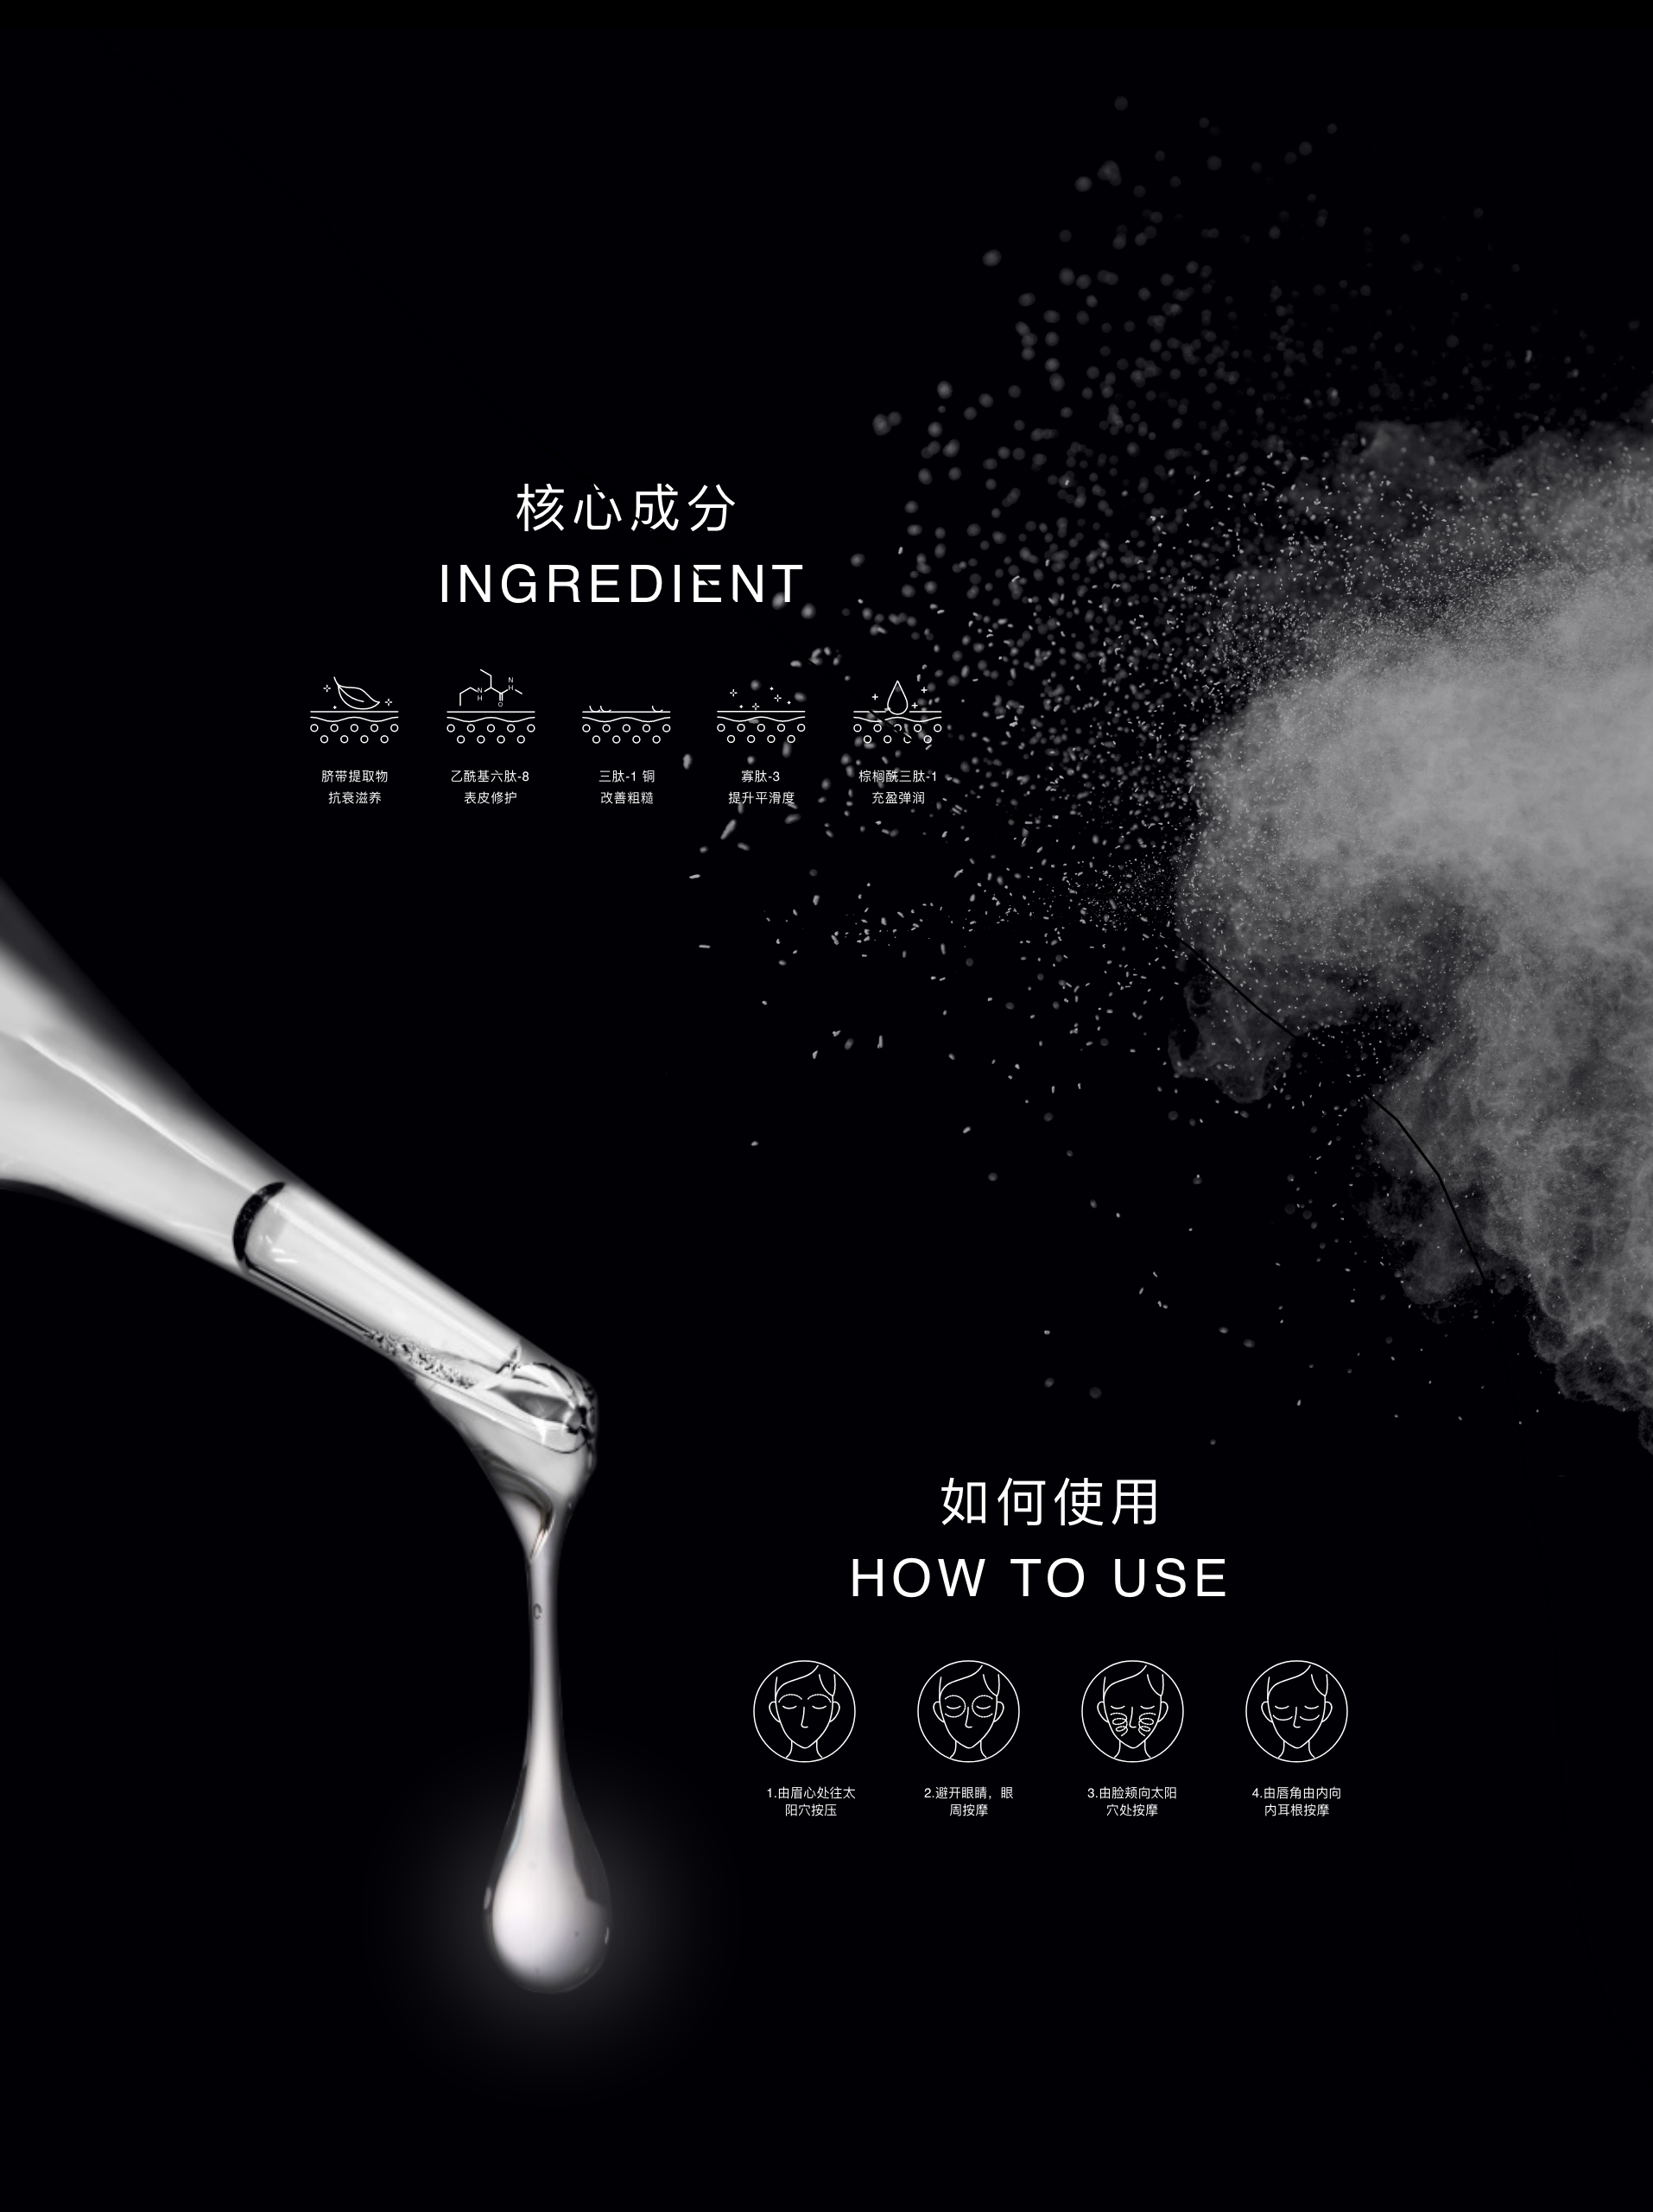 核心成分
INGREDIENT
脐带提取物
抗衰滋养
乙酰基六肽-8
表皮修护
三肽-1 铜
改善粗糙
寡肽-3
提升平滑度
棕榈酰三肽-1
充盈弹润
如何使用
HOW TO USE
1.由眉心处往太
阳穴按压
2.避开眼睛，眼
周按摩
3.由脸颊向太阳
穴处按摩
4.由唇角由内向
内耳根按摩